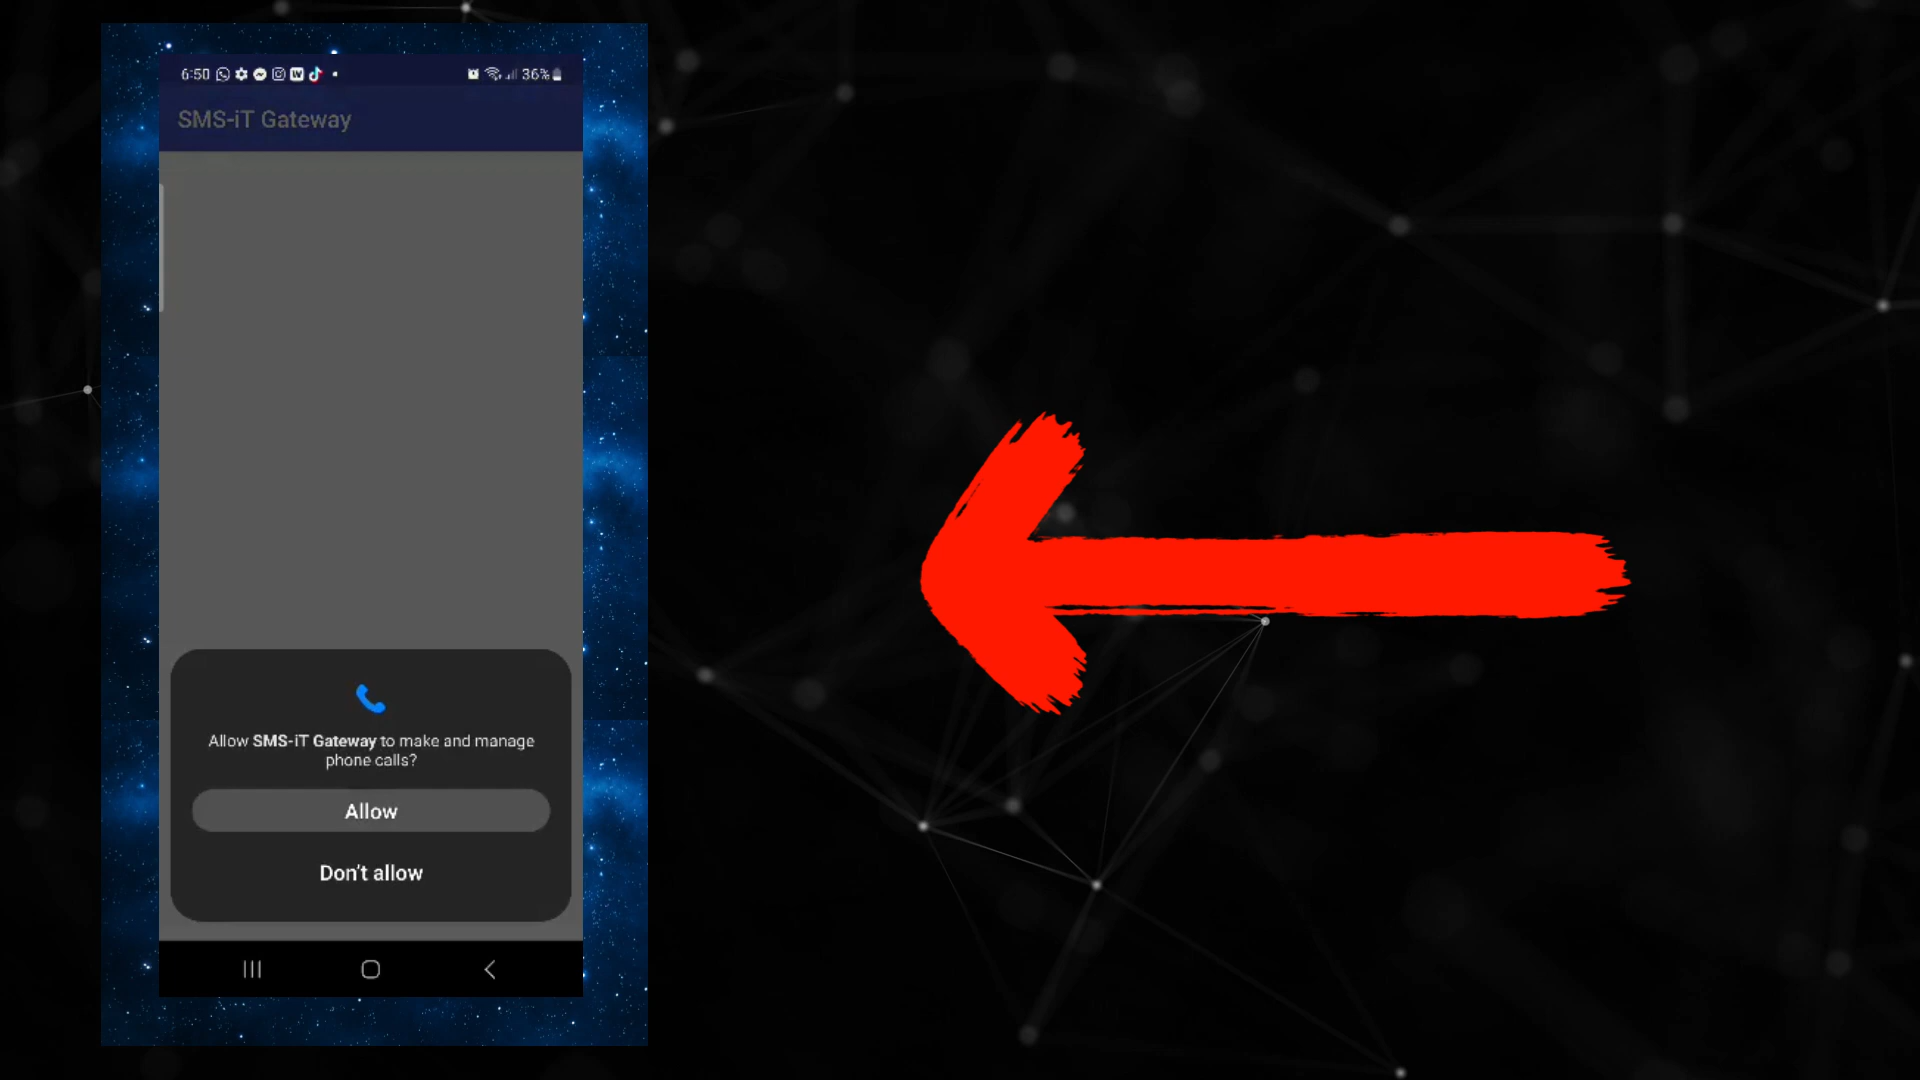 6:50
36%
SMS-iT Gateway
Allow SMS-iT Gateway to make and manage
phone calls?
Allow
Don't allow